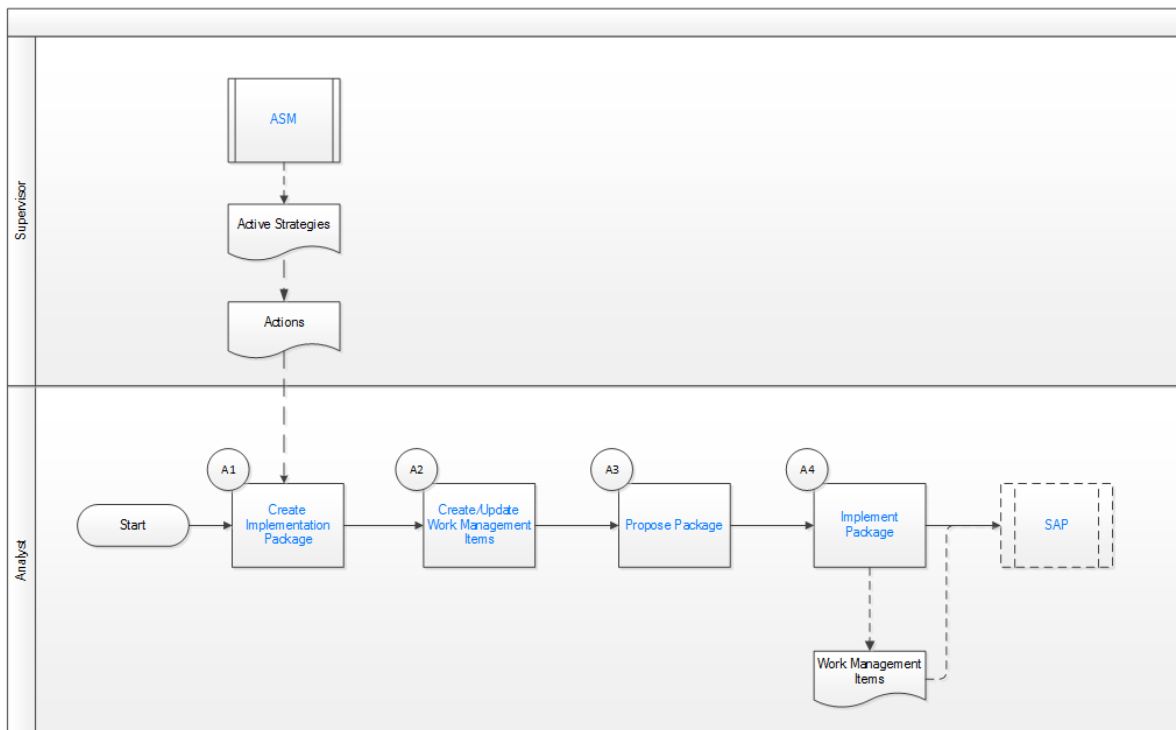 Supervisor
ASM
Active Strategies
Actions
Analyst
Start
A1
Create
Implementation
Package
A2
Create/Update
Work Management
Items
A3
Propose Package
A4
Implement
Package
SAP
Work Management
Items